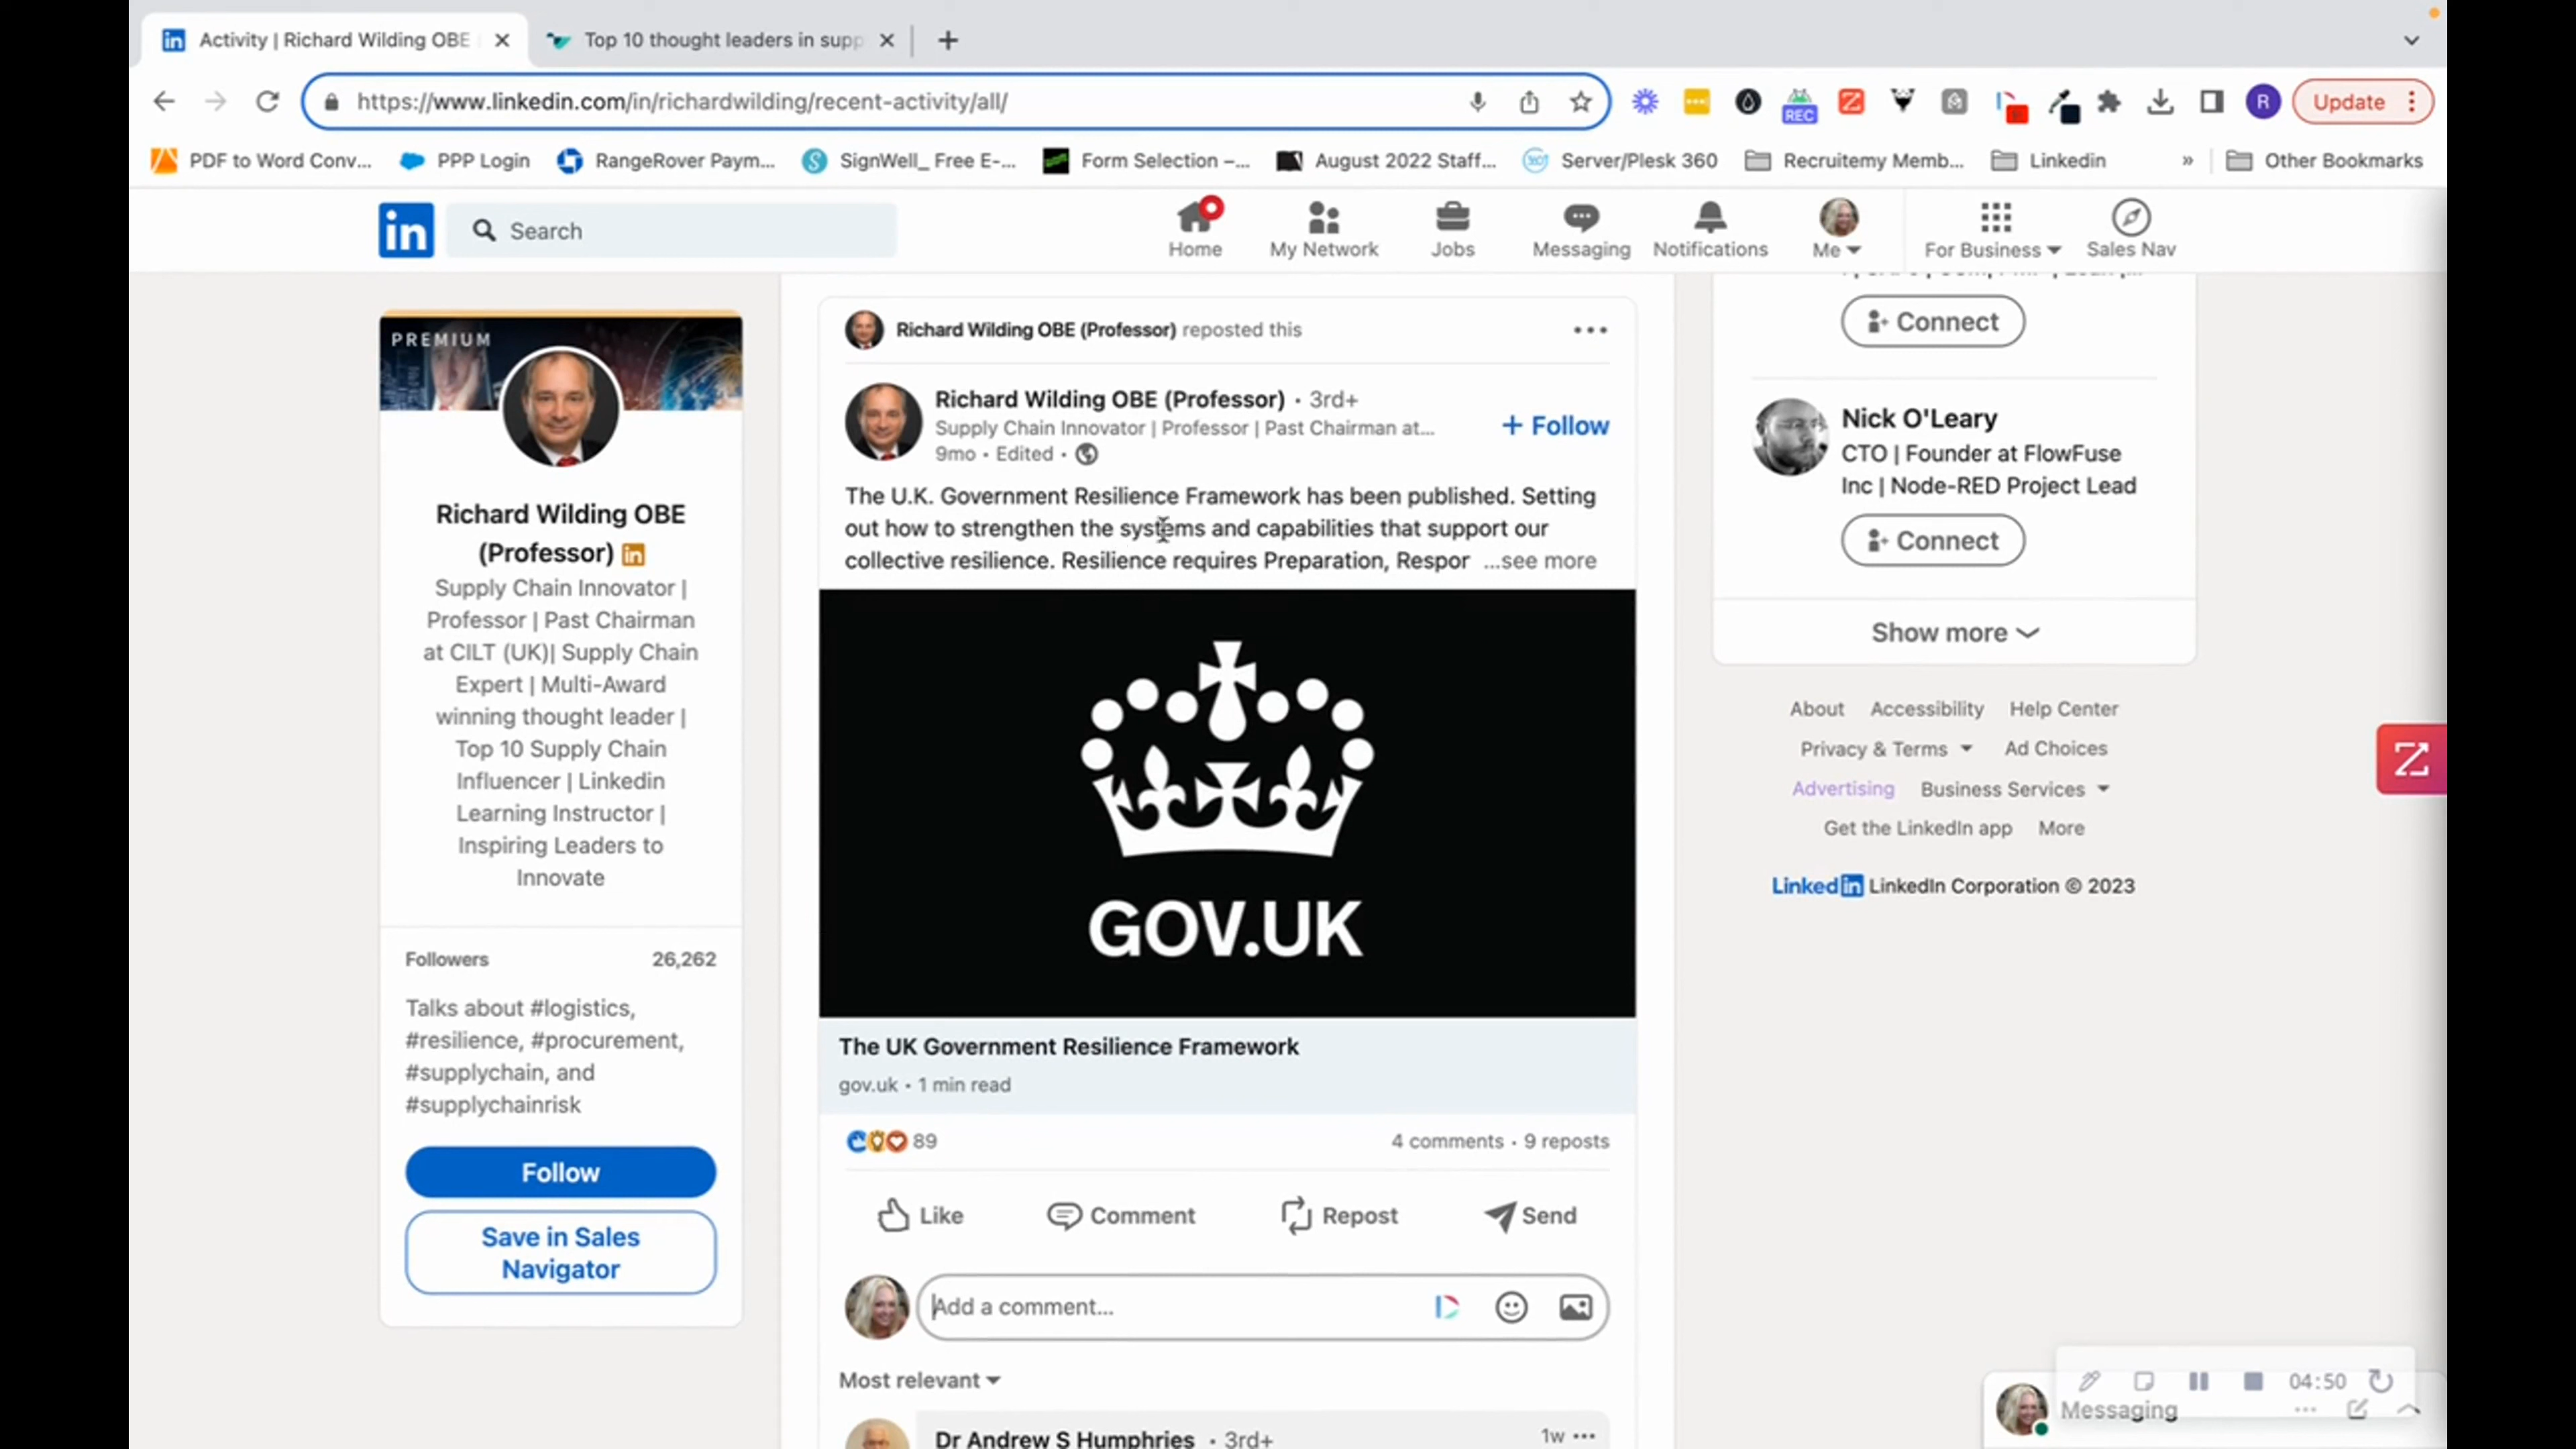 Activity | Richard Wilding OBE
Top 10 thought leaders in supp
https://www.linkedin.com/in/richardwilding/recent-activity/all/
REC
R
Update
PDF to Word Conv...
PPP Login
RangeRover Paym...
SignWell_ Free E-...
Form Selection –...
August 2022 Staff...
Server/Plesk 360
Recruitemy Memb...
Linkedin
»
Other Bookmarks
in
Search
Home
My Network
Jobs
Messaging
Notifications
Me
For Business
Sales Nav
PREMIUM
Richard Wilding OBE
(Professor)
Supply Chain Innovator |
Professor | Past Chairman
at CILT (UK)| Supply Chain
Expert | Multi-Award
winning thought leader |
Top 10 Supply Chain
Influencer | Linkedin
Learning Instructor |
Inspiring Leaders to
Innovate
Followers 26,262
Talks about #logistics,
#resilience, #procurement,
#supplychain, and
#supplychainrisk
Follow
Save in Sales
Navigator
Richard Wilding OBE (Professor) reposted this
Richard Wilding OBE (Professor) • 3rd+
Supply Chain Innovator | Professor | Past Chairman at...
9mo • Edited •
+ Follow
The U.K. Government Resilience Framework has been published. Setting
out how to strengthen the systems and capabilities that support our
collective resilience. Resilience requires Preparation, Respor ...see more
GOV.UK
The UK Government Resilience Framework
gov.uk • 1 min read
89
4 comments • 9 reposts
Like
Comment
Repost
Send
Add a comment...
Most relevant
Dr Andrew S Humphries • 3rd+
1w
Connect
Nick O'Leary
CTO | Founder at FlowFuse
Inc | Node-RED Project Lead
Connect
Show more
About Accessibility Help Center
Privacy & Terms Ad Choices
Advertising Business Services
Get the LinkedIn app More
Linkedin LinkedIn Corporation © 2023
04:50
Messaging